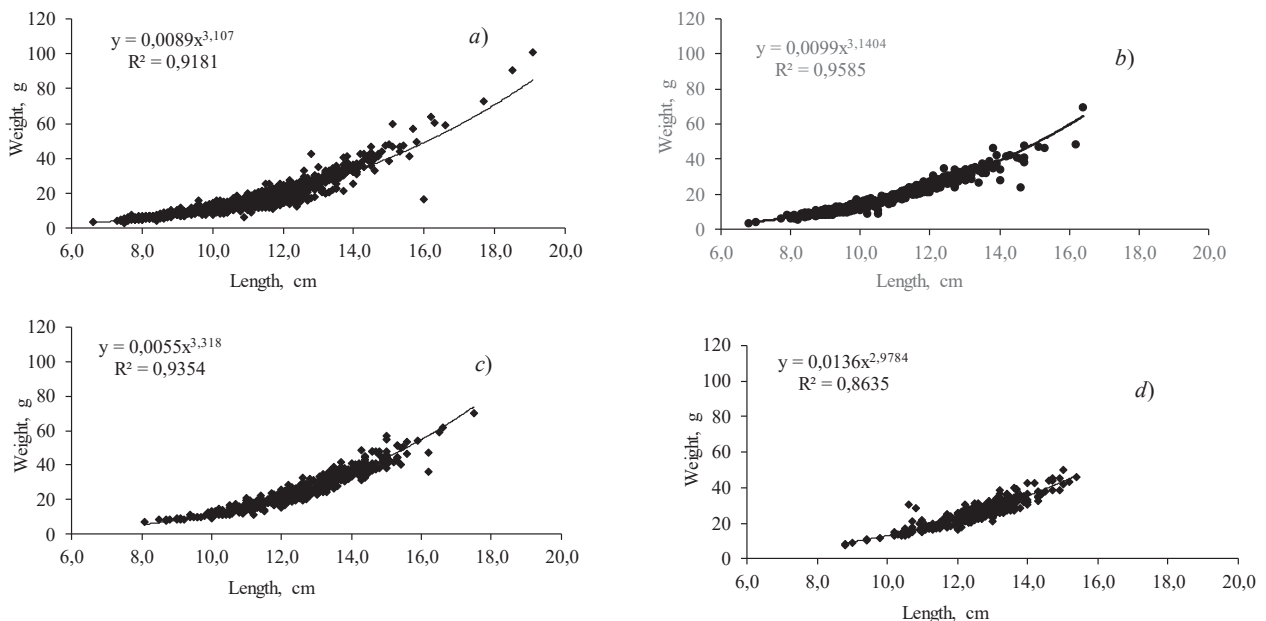 120
100
80
60
40
20
0
Weight, g
y = 0,0089x^3,107
R² = 0,9181
a)
6,0 8,0 10,0 12,0 14,0 16,0 18,0 20,0
Length, cm
120
100
80
60
40
20
0
Weight, g
y = 0,0099x^3,1404
R² = 0,9585
b)
6,0 8,0 10,0 12,0 14,0 16,0 18,0 20,0
Length, cm
120
100
80
60
40
20
0
Weight, g
y = 0,0055x^3,318
R² = 0,9354
c)
6,0 8,0 10,0 12,0 14,0 16,0 18,0 20,0
Length, cm
120
100
80
60
40
20
0
Weight, g
y = 0,0136x^2,9784
R² = 0,8635
d)
6,0 8,0 10,0 12,0 14,0 16,0 18,0 20,0
Length, cm